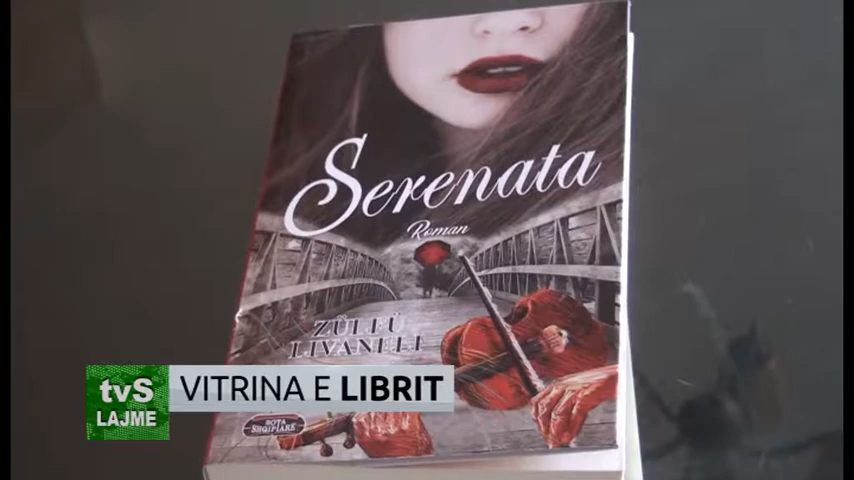 Serenata
Roman
ZÜLFÜ
LIVANELI
tvS
LAJME
VITRINA E LIBRIT
BOTA
SHQIPTARE